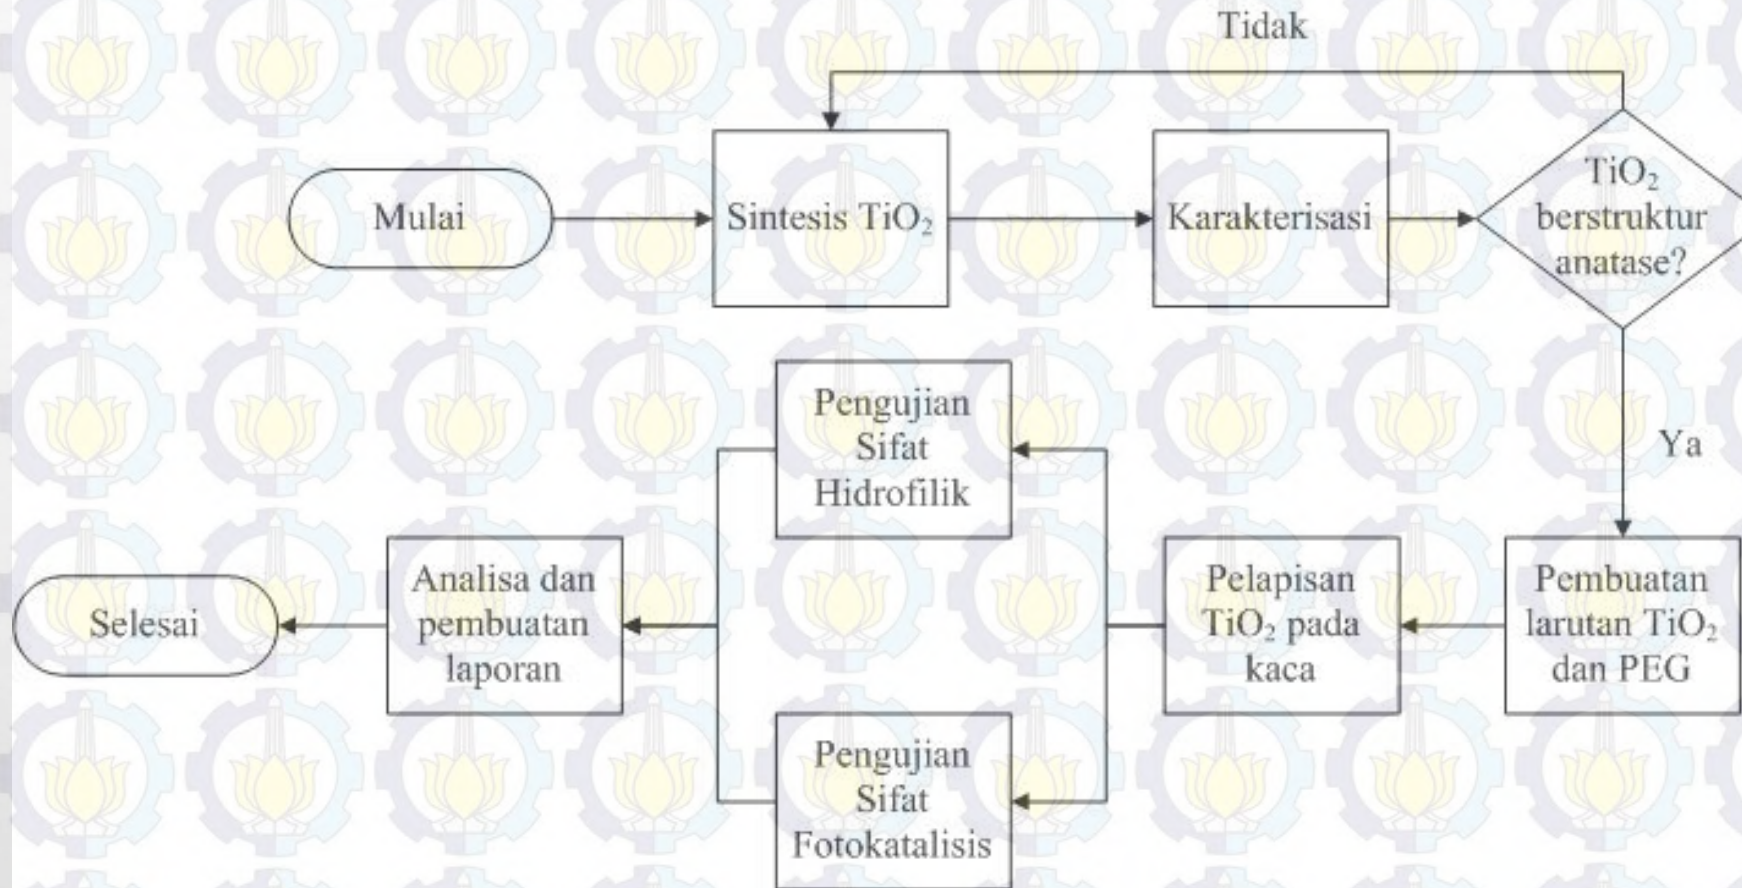 Tidak
Mulai
Sintesis TiO₂
Karakterisasi
TiO₂
berstruktur
anatase?
Ya
Pembuatan
larutan TiO₂
dan PEG
Pelapisan
TiO₂ pada
kaca
Pengujian
Sifat
Hidrofilik
Pengujian
Sifat
Fotokatalisis
Analisa dan
pembuatan
laporan
Selesai